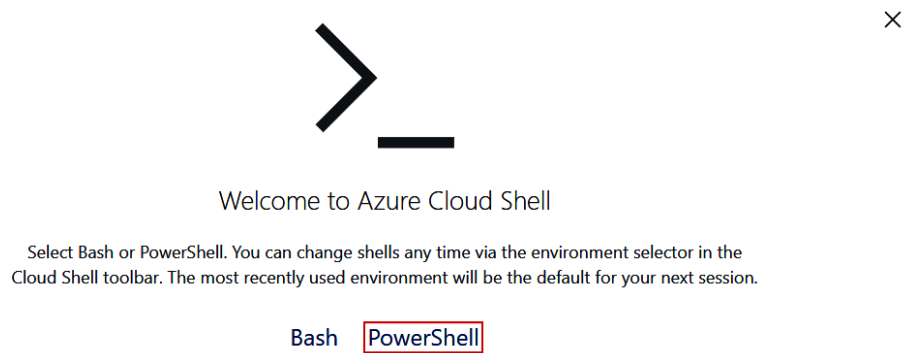 Welcome to Azure Cloud Shell
Select Bash or PowerShell. You can change shells any time via the environment selector in the
Cloud Shell toolbar. The most recently used environment will be the default for your next session.
Bash PowerShell